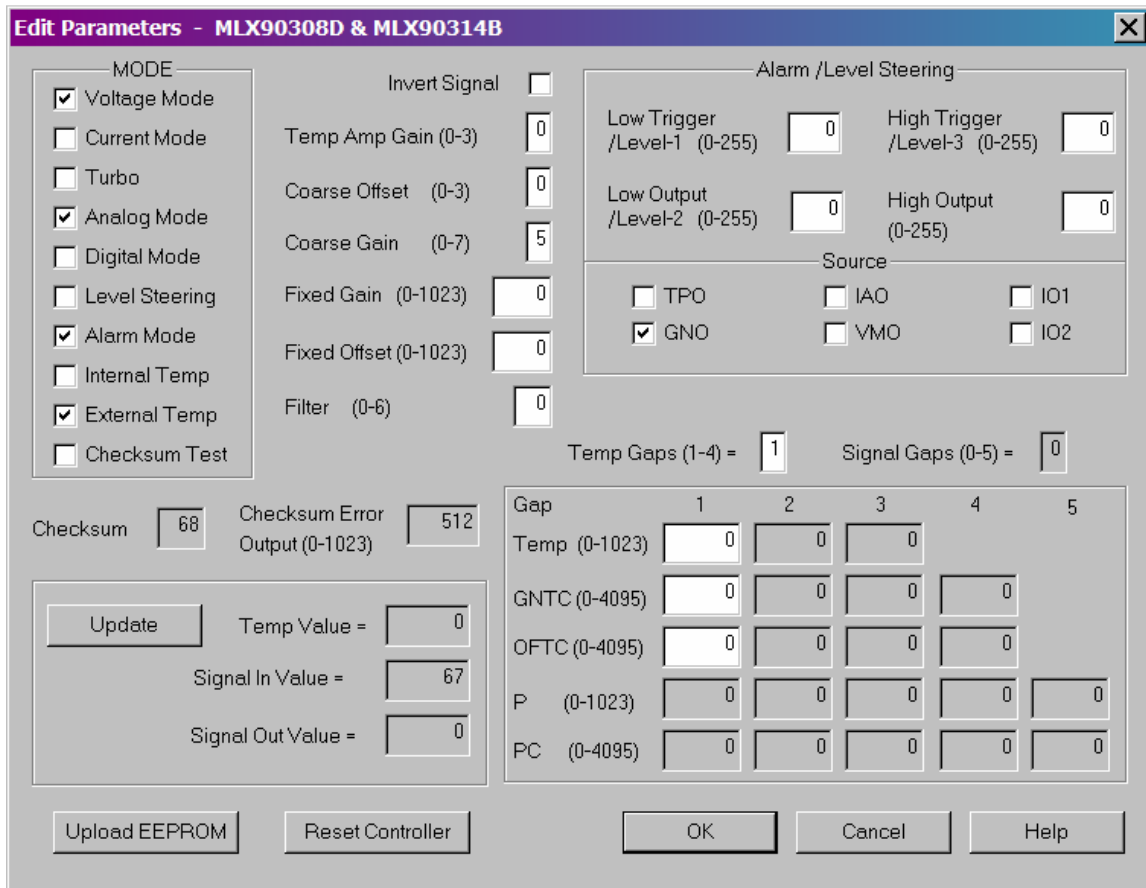 Edit Parameters - MLX90308D & MLX90314B
MODE
Voltage Mode
Current Mode
Turbo
Analog Mode
Digital Mode
Level Steering
Alarm Mode
Internal Temp
External Temp
Checksum Test
Invert Signal
Temp Amp Gain (0-3) 0
Coarse Offset (0-3) 0
Coarse Gain (0-7) 5
Fixed Gain (0-1023) 0
Fixed Offset (0-1023) 0
Filter (0-6) 0
Alarm /Level Steering
Low Trigger
/Level-1 (0-255) 0
High Trigger
/Level-3 (0-255) 0
Low Output
/Level-2 (0-255) 0
High Output
(0-255) 0
Source
TPO IAO IO1
GNO VMO IO2
Temp Gaps (1-4) = 1 Signal Gaps (0-5) = 0
Checksum 68
Checksum Error
Output (0-1023) 512
Gap 1 2 3 4 5
Temp (0-1023) 0 0 0
GNTC (0-4095) 0 0 0 0
OFTC (0-4095) 0 0 0 0
P (0-1023) 0 0 0 0 0
PC (0-4095) 0 0 0 0 0
Update
Temp Value = 0
Signal In Value = 67
Signal Out Value = 0
Upload EEPROM Reset Controller OK Cancel Help